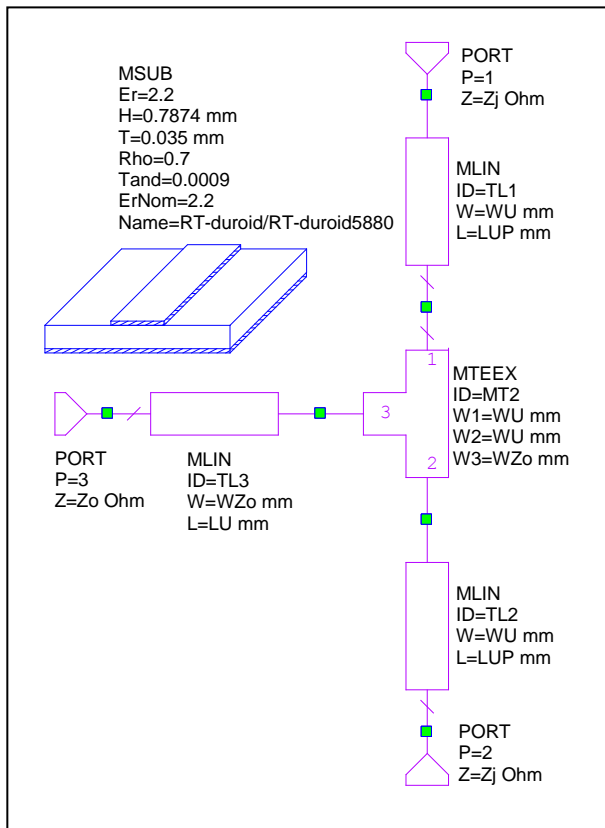 MSUB
Er=2.2
H=0.7874 mm
T=0.035 mm
Rho=0.7
Tand=0.0009
ErNom=2.2
Name=RT-duroid/RT-duroid5880
PORT
P=1
Z=Zj Ohm
MLIN
ID=TL1
W=WU mm
L=LUP mm
1
3
2
MTEEX
ID=MT2
W1=WU mm
W2=WU mm
W3=WZo mm
PORT
P=3
Z=Zo Ohm
MLIN
ID=TL3
W=WZo mm
L=LU mm
MLIN
ID=TL2
W=WU mm
L=LUP mm
PORT
P=2
Z=Zj Ohm